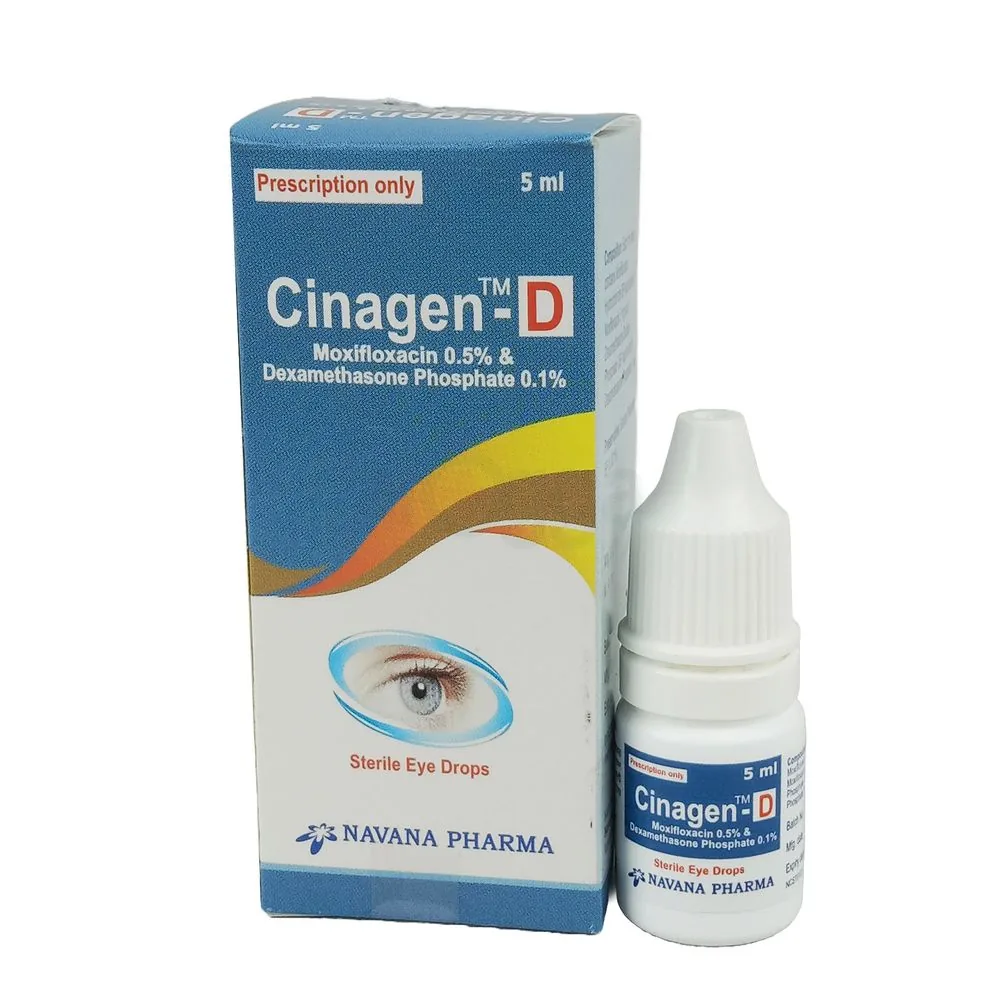 Cinagen™-D
5 ml
Prescription only
5 ml
Cinagen™-D
Moxifloxacin 0.5% &
Dexamethasone Phosphate 0.1%
Sterile Eye Drops
NAVANA PHARMA
Prescription only
5 ml
Cinagen™-D
Moxifloxacin 0.5% &
Dexamethasone Phosphate 0.1%
Sterile Eye Drops
NAVANA PHARMA